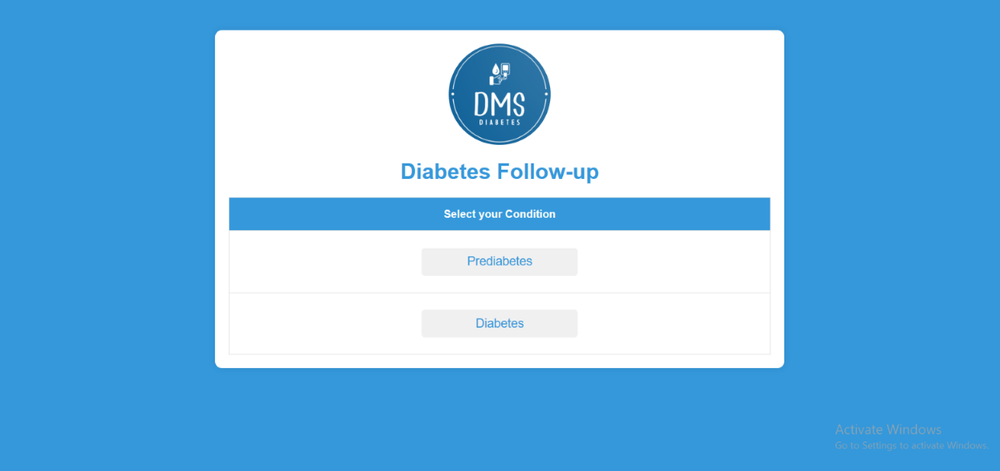 DMS
DIABETES
Diabetes Follow-up
Select your Condition
Prediabetes
Diabetes
Activate Windows
Go to Settings to activate Windows.